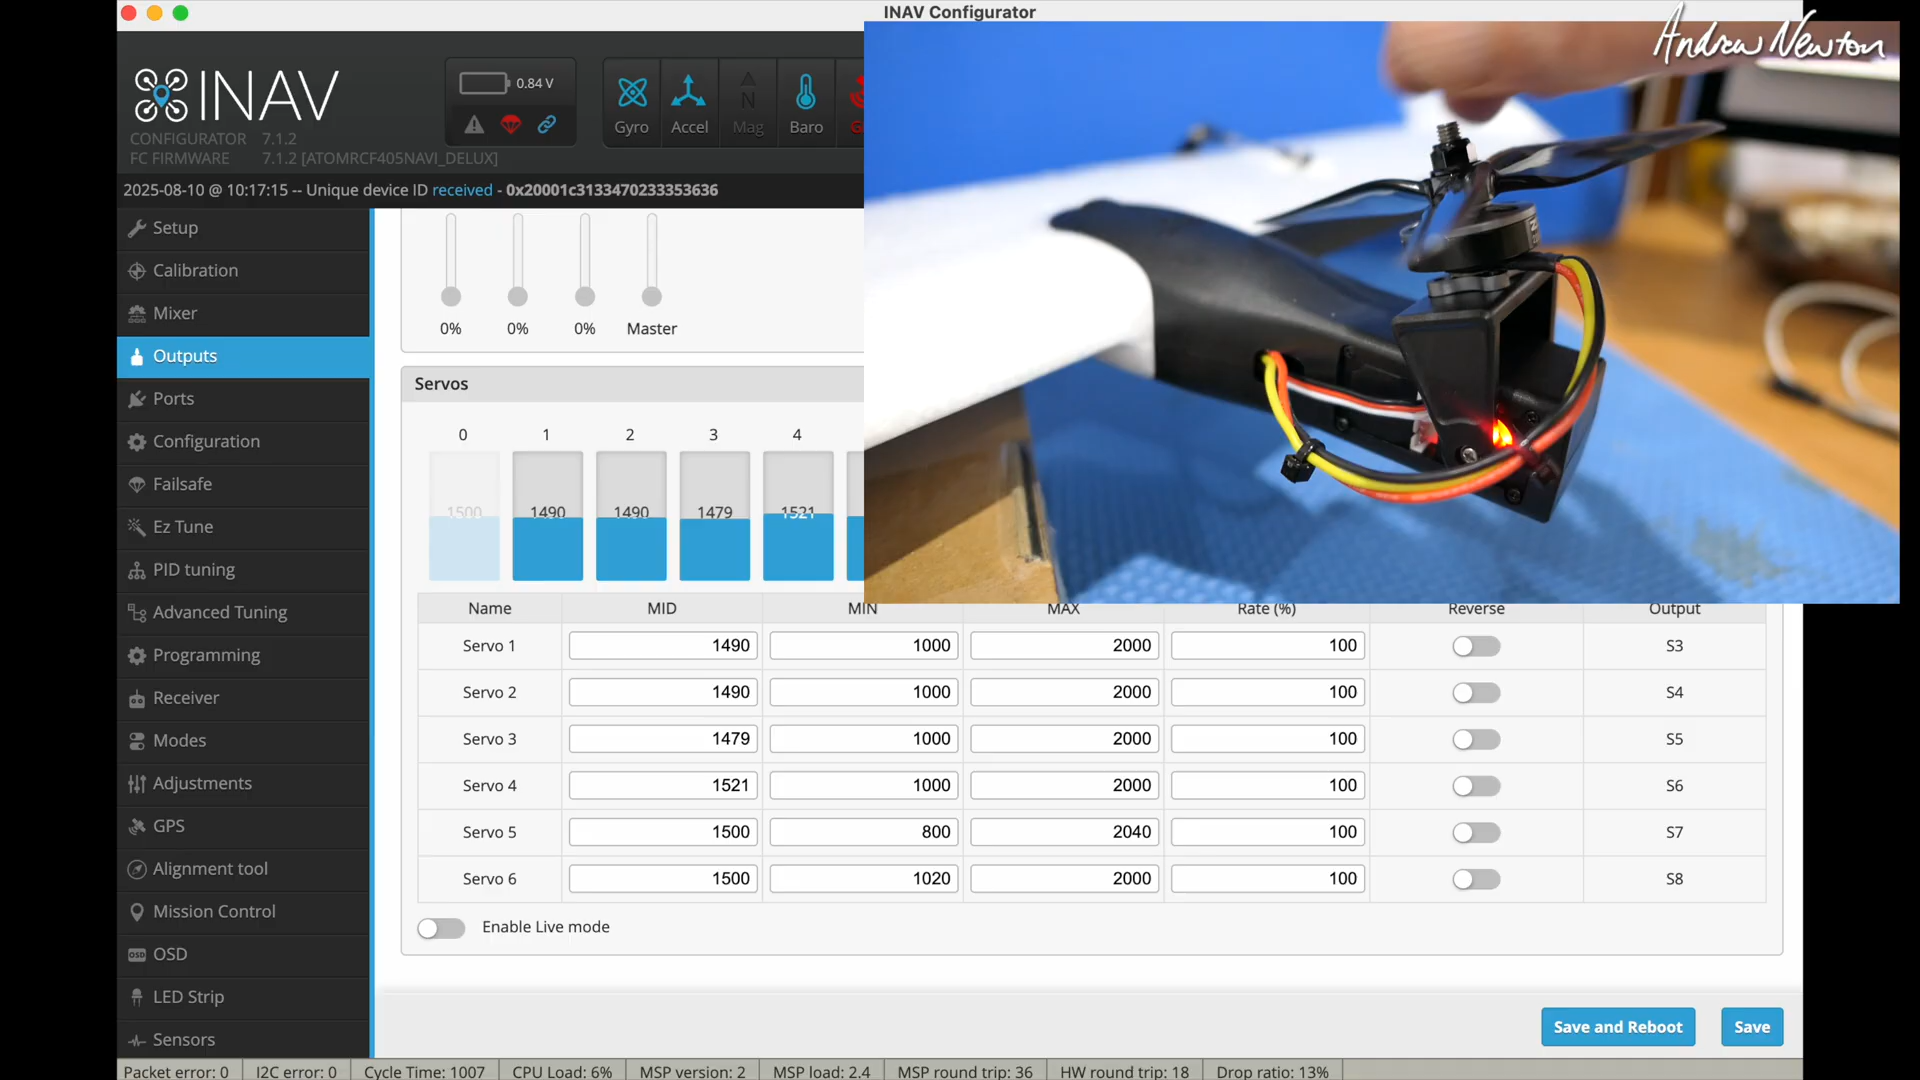 INAV Configurator
Andrew Newton
INAV
CONFIGURATOR 7.1.2
FC FIRMWARE 7.1.2 [ATOMRCF405NAVI_DELUX]
0.84 V
Gyro
Accel
Mag
Baro
2025-08-10 @ 10:17:15 -- Unique device ID received - 0x20001c3133470233353636
Setup
Calibration
Mixer
Outputs
Ports
Configuration
Failsafe
Ez Tune
PID tuning
Advanced Tuning
Programming
Receiver
Modes
Adjustments
GPS
Alignment tool
Mission Control
OSD
LED Strip
Sensors
0% 0% 0% Master
Servos
0 1 2 3 4
1500 1490 1490 1479 1521
Name MID MIN MAX Rate (%) Reverse Output
Servo 1 1490 1000 2000 100 S3
Servo 2 1490 1000 2000 100 S4
Servo 3 1479 1000 2000 100 S5
Servo 4 1521 1000 2000 100 S6
Servo 5 1500 800 2040 100 S7
Servo 6 1500 1020 2000 100 S8
Enable Live mode
Save and Reboot
Save
Packet error: 0 I2C error: 0 Cycle Time: 1007 CPU Load: 6% MSP version: 2 MSP load: 2.4 MSP round trip: 36 HW round trip: 18 Drop ratio: 13%